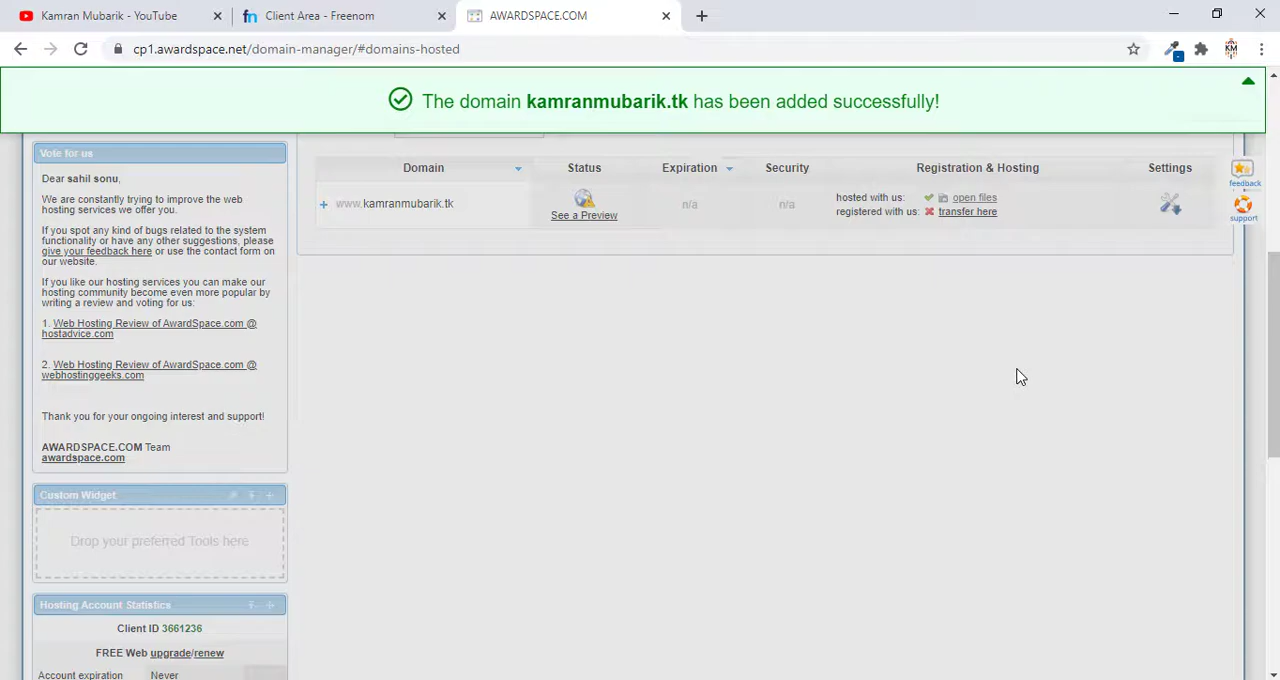 Kamran Mubarik - YouTube
Client Area - Freenom
AWARDSPACE.COM
cp1.awardspace.net/domain-manager/#domains-hosted
KM
The domain kamranmubarik.tk has been added successfully!
Vote for us
Dear sahil sonu,
We are constantly trying to improve the web
hosting services we offer you.
If you spot any kind of bugs related to the system
functionality or have any other suggestions, please
give your feedback here or use the contact form on
our website.
If you like our hosting services you can make our
hosting community become even more popular by
writing a review and voting for us:
1. Web Hosting Review of AwardSpace.com @
hostadvice.com
2. Web Hosting Review of AwardSpace.com @
webhostinggeeks.com
Thank you for your ongoing interest and support!
AWARDSPACE.COM Team
awardspace.com
Custom Widget
Drop your preferred Tools here
Hosting Account Statistics
Client ID 3661236
FREE Web upgrade/renew
Account expiration Never
Domain Status Expiration Security Registration & Hosting Settings
www.kamranmubarik.tk
See a Preview
n/a
n/a
hosted with us: open files
registered with us: transfer here
feedback
support